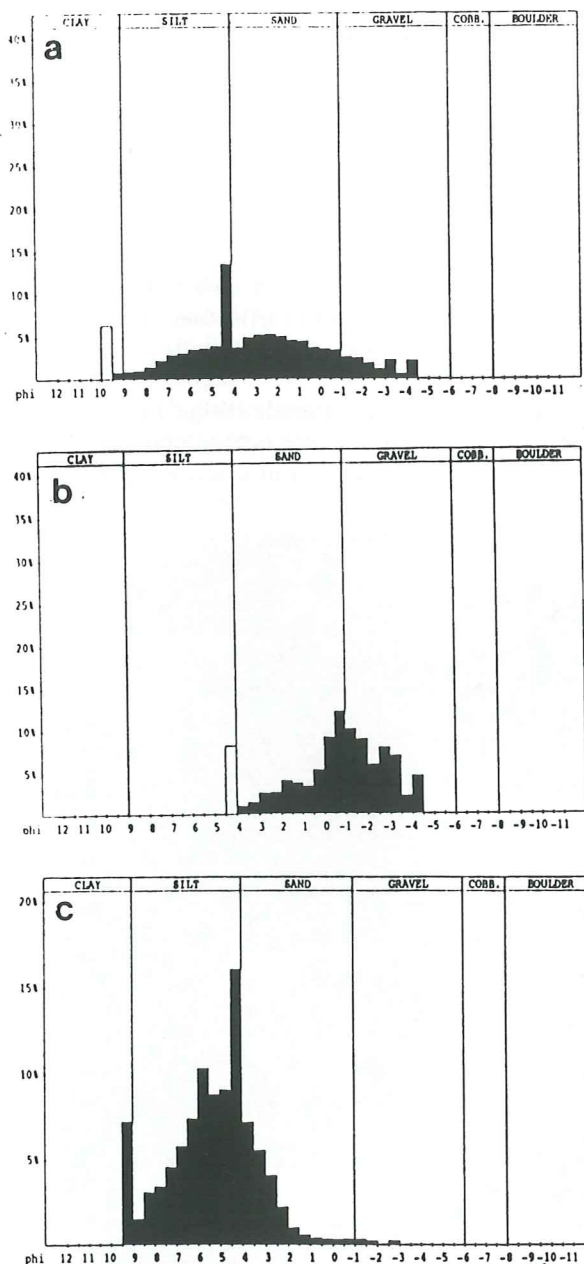 CLAY SILT SAND GRAVEL COBB. BOULDER
a
40%
35%
30%
25%
20%
15%
10%
5%
phi 12 11 10 9 8 7 6 5 4 3 2 1 0 -1 -2 -3 -4 -5 -6 -7 -8 -9 -10 -11
CLAY SILT SAND GRAVEL COBB. BOULDER
b
40%
35%
30%
25%
20%
15%
10%
5%
phi 12 11 10 9 8 7 6 5 4 3 2 1 0 -1 -2 -3 -4 -5 -6 -7 -8 -9 -10 -11
CLAY SILT SAND GRAVEL COBB. BOULDER
c
20%
15%
10%
5%
phi 12 11 10 9 8 7 6 5 4 3 2 1 0 -1 -2 -3 -4 -5 -6 -7 -8 -9 -10 -11